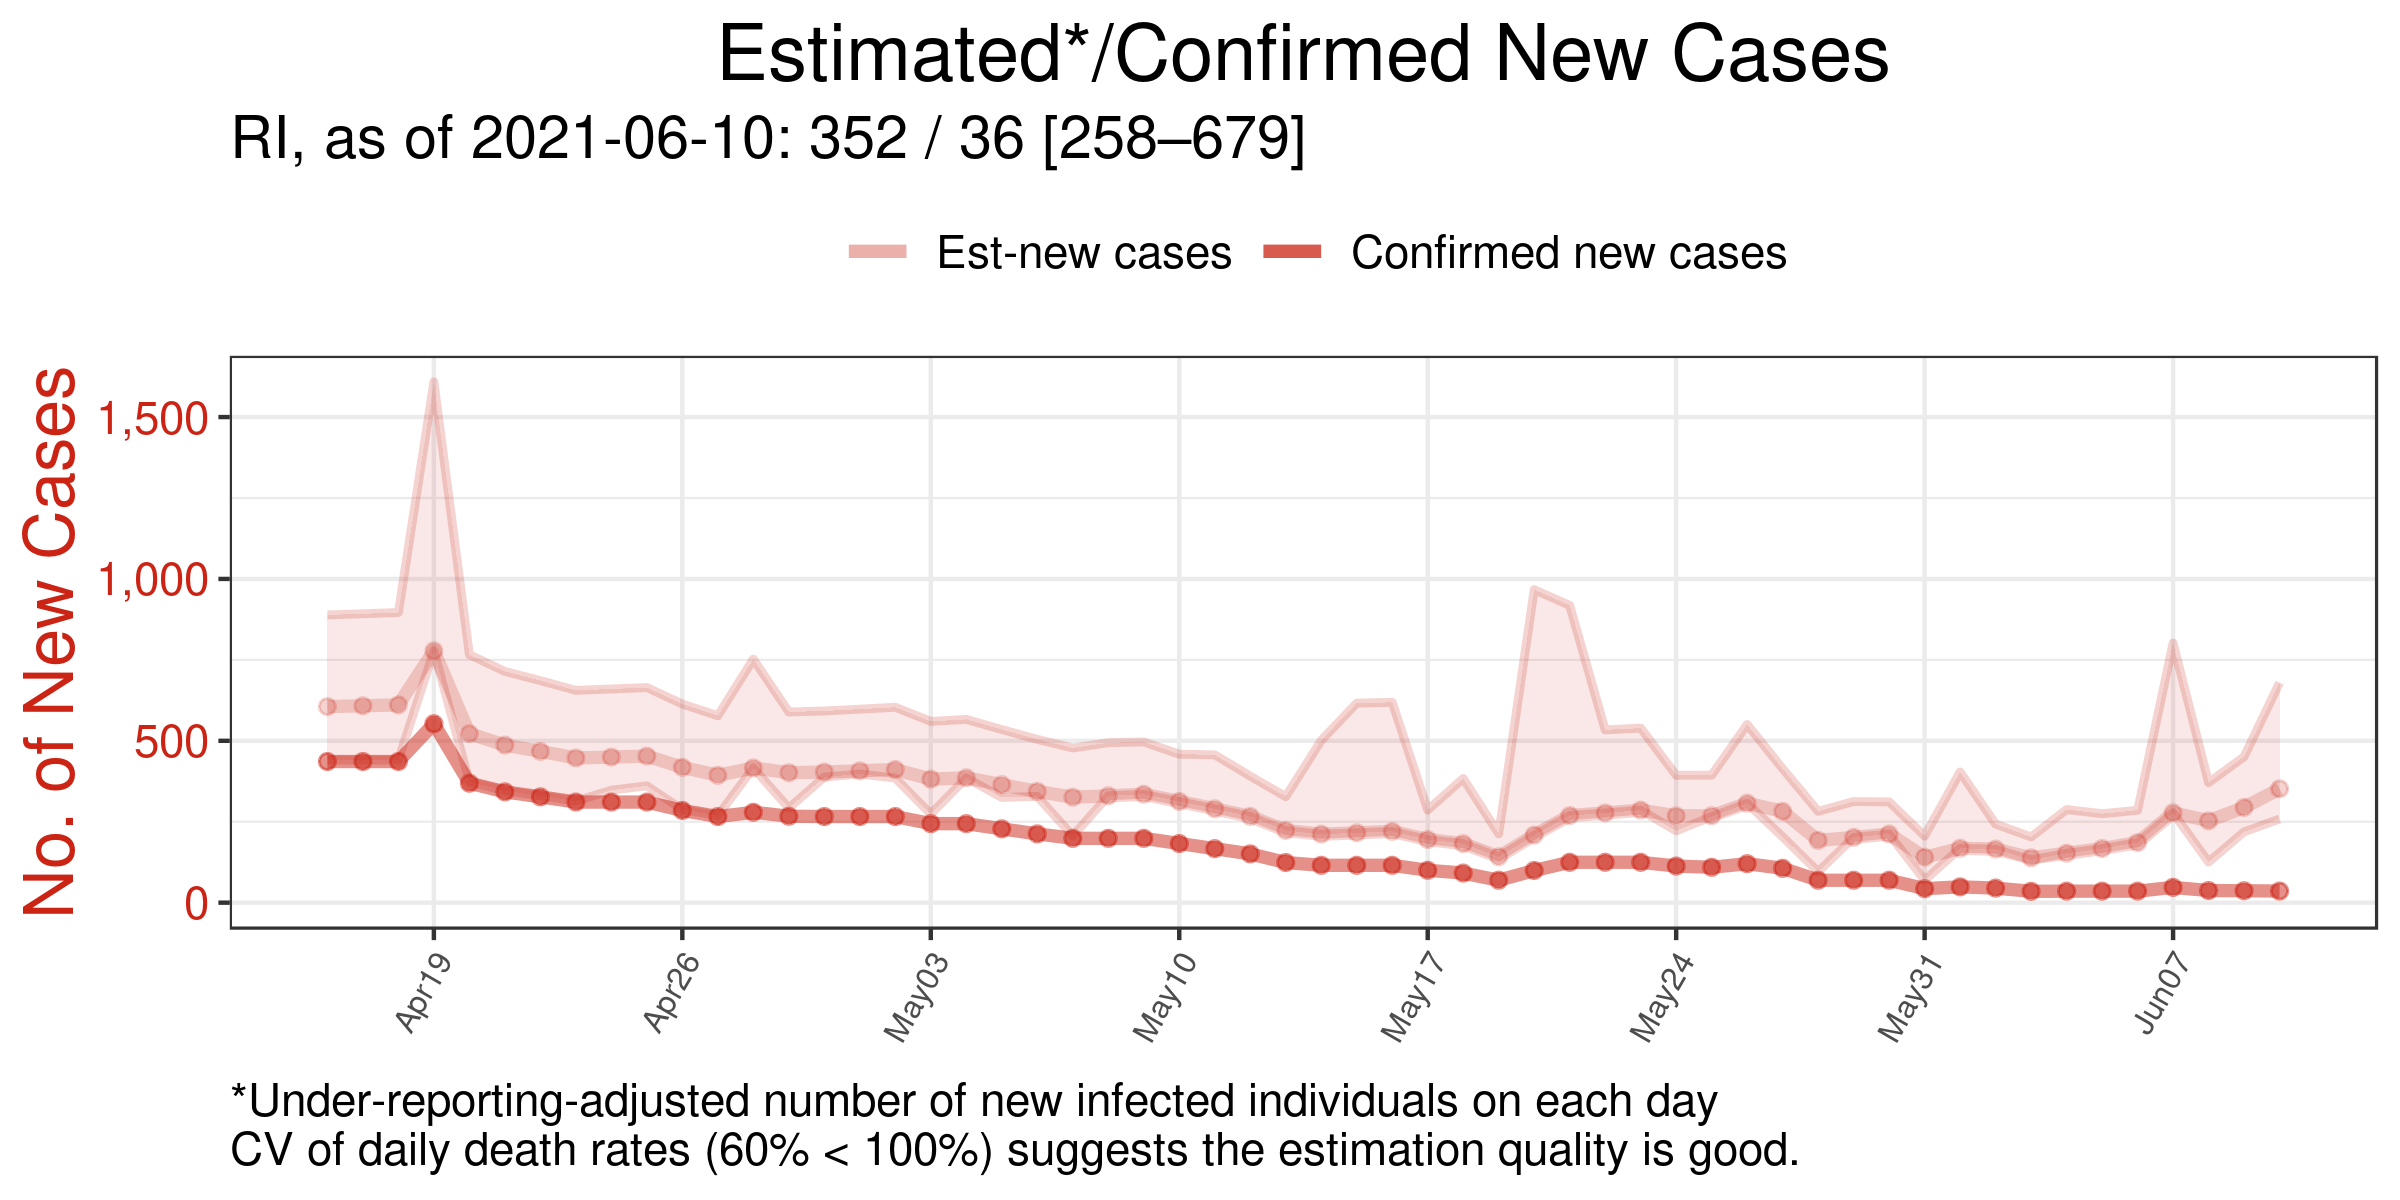 Estimated*/Confirmed New Cases
RI, as of 2021-06-10: 352 / 36 [258–679]
Est-new cases Confirmed new cases
No. of New Cases
1,500
1,000
500
0
Apr19 Apr26 May03 May10 May17 May24 May31 Jun07
*Under-reporting-adjusted number of new infected individuals on each day
CV of daily death rates (60% < 100%) suggests the estimation quality is good.